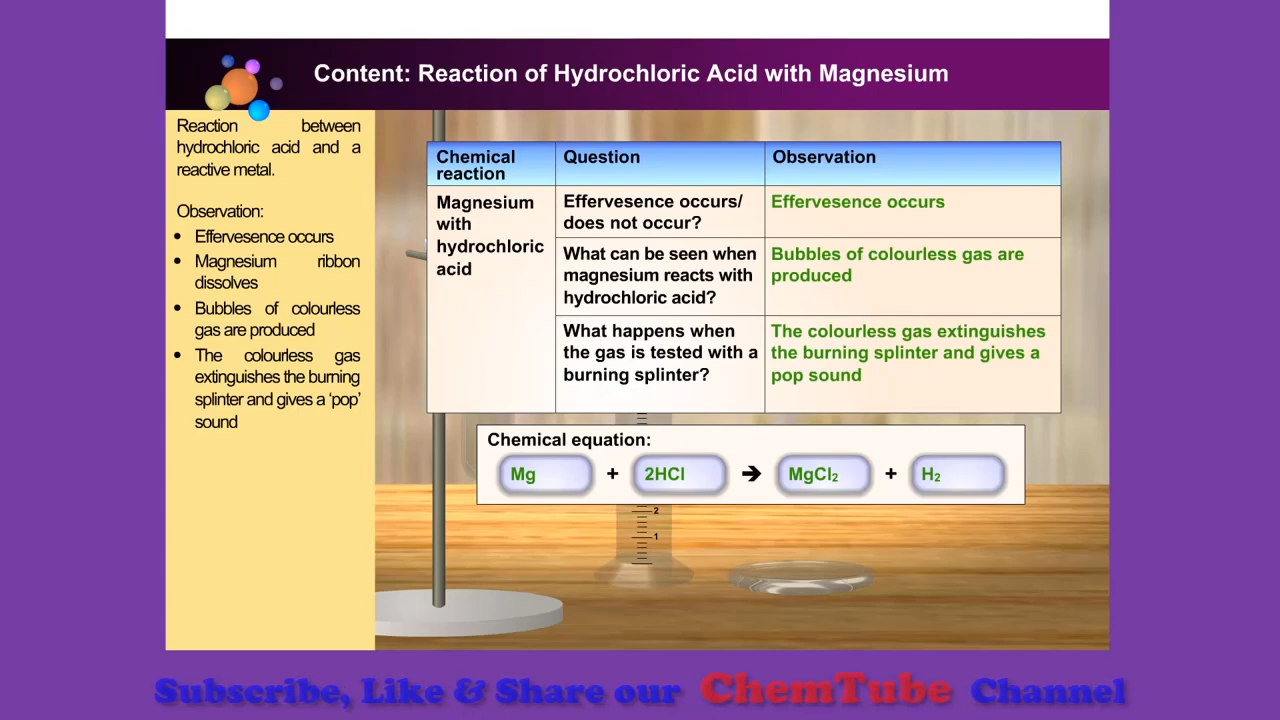 Content: Reaction of Hydrochloric Acid with Magnesium
Reaction between
hydrochloric acid and a
reactive metal.
Observation:
• Effervesence occurs
• Magnesium ribbon
dissolves
• Bubbles of colourless
gas are produced
• The colourless gas
extinguishes the burning
splinter and gives a ‘pop’
sound
Chemical
reaction
Question
Observation
Magnesium
with
hydrochloric
acid
Effervesence occurs/
does not occur?
Effervesence occurs
What can be seen when
magnesium reacts with
hydrochloric acid?
Bubbles of colourless gas are
produced
What happens when
the gas is tested with a
burning splinter?
The colourless gas extinguishes
the burning splinter and gives a
pop sound
Chemical equation:
Mg + 2HCl ➔ MgCl₂ + H₂
2
1
Subscribe, Like & Share our ChemTube Channel